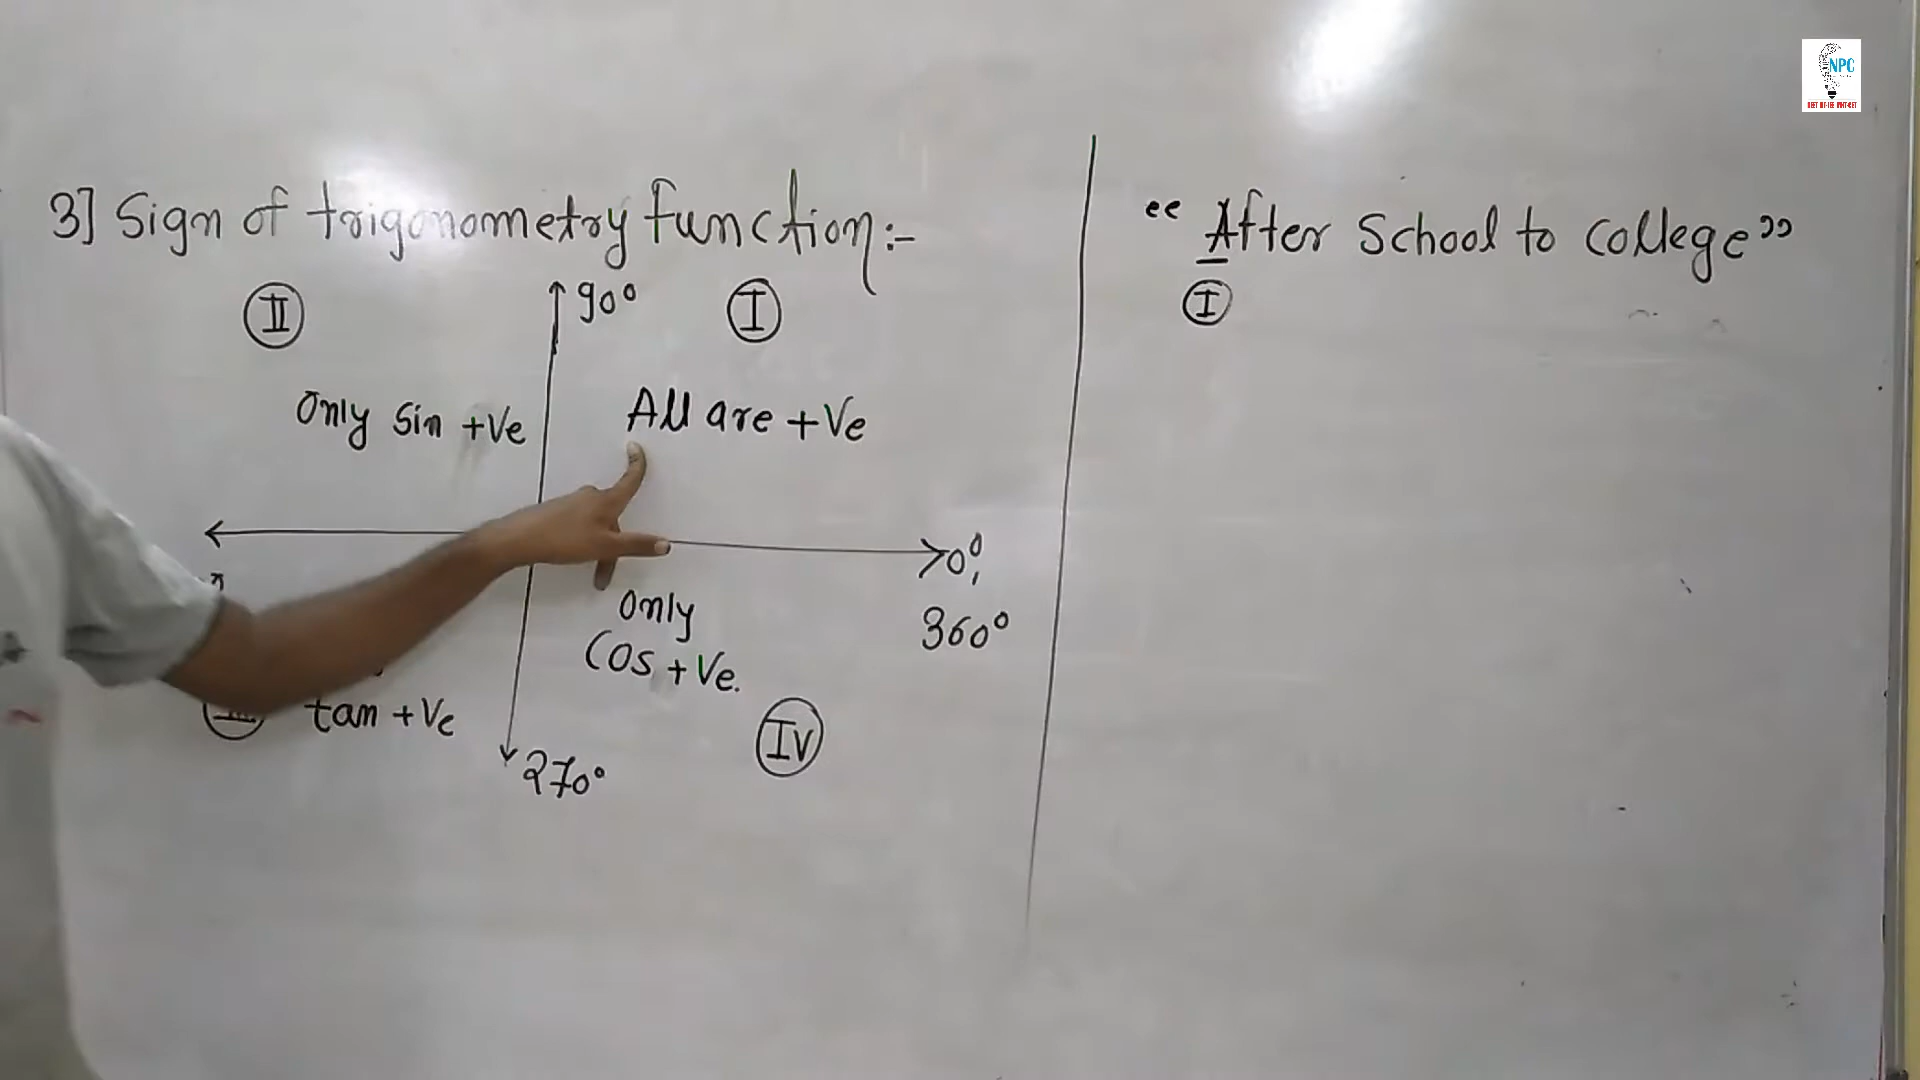 3] Sign of trigonometry function:-
II
90°
I
Only Sin +Ve
All are +Ve
0°,
360°
Only
Cos +Ve.
tan +Ve
IV
270°
“ After School to College”
I
NPC